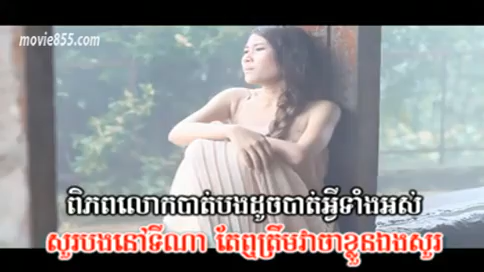 movie855.com
ពិភពលោកបាត់បងដូចបាត់អ្វីទាំងអស់
សួរបងនៅទីណា តែឮត្រឹមវាចាខ្លួនឯងសួរ